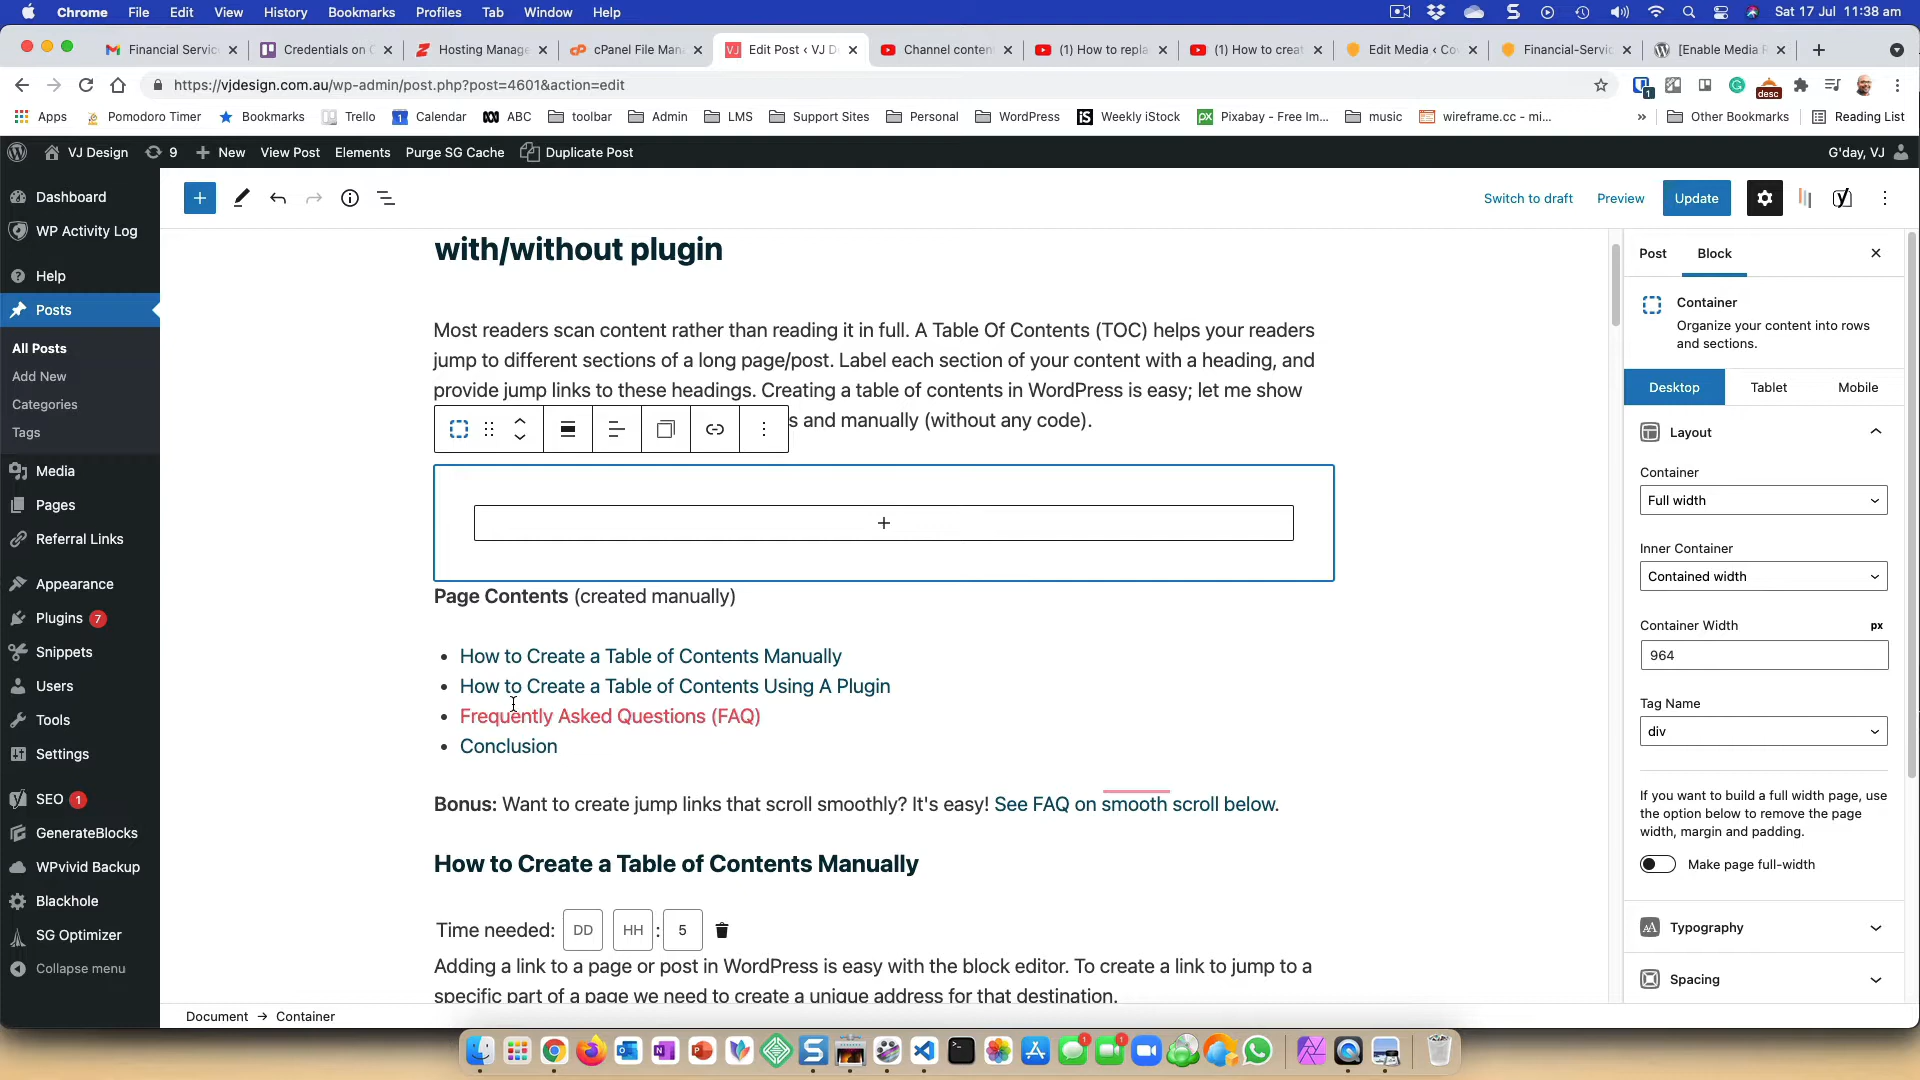 Chrome File Edit View History Bookmarks Profiles Tab Window Help Sat 17 Jul 11:38 am
Financial Servic Credentials on Hosting Manage cPanel File Man Edit Post ‹ VJ D Channel conten (1) How to repla (1) How to creat Edit Media ‹ Co Financial-Servic [Enable Media R
https://vjdesign.com.au/wp-admin/post.php?post=4601&action=edit
1 desc
Apps Pomodoro Timer Bookmarks Trello 1 Calendar ABC toolbar Admin LMS Support Sites Personal WordPress iS Weekly iStock px Pixabay - Free Im... music wireframe.cc - mi... » Other Bookmarks Reading List
VJ Design 9 New View Post Elements Purge SG Cache Duplicate Post G'day, VJ
Dashboard
WP Activity Log
Help
Posts
All Posts
Add New
Categories
Tags
Media
Pages
Referral Links
Appearance
Plugins 7
Snippets
Users
Tools
Settings
SEO 1
GenerateBlocks
WPvivid Backup
Blackhole
SG Optimizer
Collapse menu
Switch to draft Preview Update
with/without plugin
Most readers scan content rather than reading it in full. A Table Of Contents (TOC) helps your readers
jump to different sections of a long page/post. Label each section of your content with a heading, and
provide jump links to these headings. Creating a table of contents in WordPress is easy; let me show
s and manually (without any code).
+
Page Contents (created manually)
• How to Create a Table of Contents Manually
• How to Create a Table of Contents Using A Plugin
• Frequently Asked Questions (FAQ)
• Conclusion
Bonus: Want to create jump links that scroll smoothly? It's easy! See FAQ on smooth scroll below.
How to Create a Table of Contents Manually
Time needed: DD HH : 5
Adding a link to a page or post in WordPress is easy with the block editor. To create a link to jump to a
specific part of a page we need to create a unique address for that destination.
Document → Container
Post Block
Container
Organize your content into rows
and sections.
Desktop Tablet Mobile
Layout
Container
Full width
Inner Container
Contained width
Container Width px
964
Tag Name
div
If you want to build a full width page, use
the option below to remove the page
width, margin and padding.
Make page full-width
Typography
Spacing
1 1